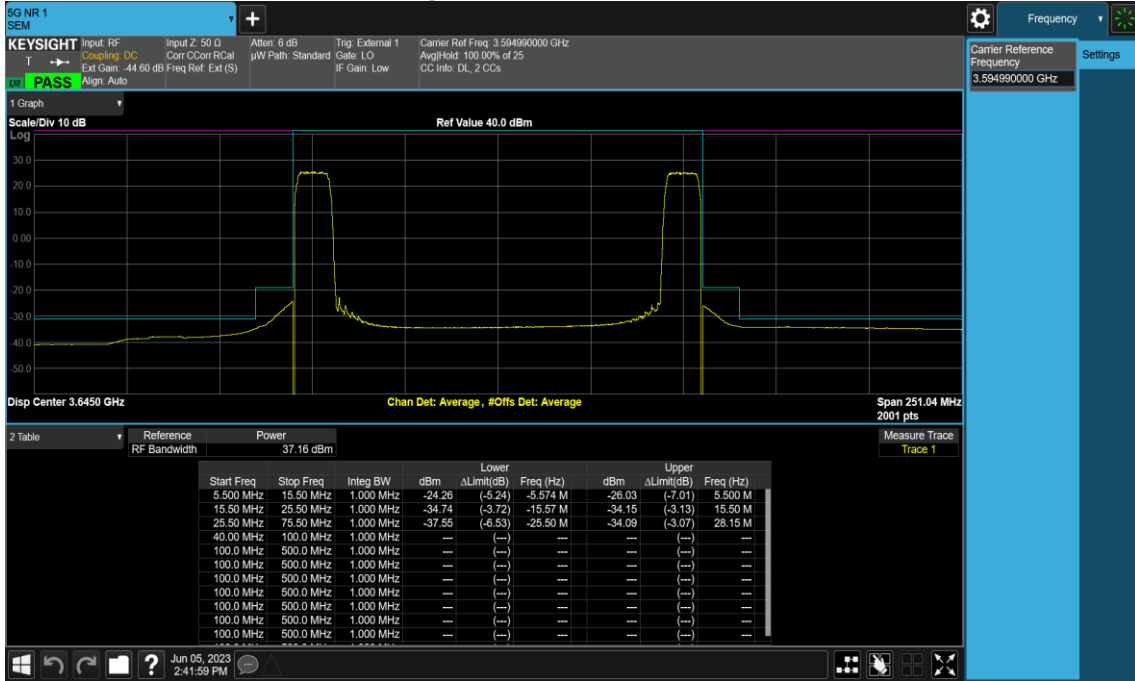 5G NR 1
SEM
Frequency
KEYSIGHT Input: RF Input Z: 50 Ω Atten: 6 dB Trig: External 1 Carrier Ref Freq: 3.594990000 GHz
T Coupling: DC Corr CCorr RCal µW Path: Standard Gate: LO Avg|Hold: 100.00% of 25
Ext Gain: -44.60 dB Freq Ref: Ext (S) IF Gain: Low CC Info: DL, 2 CCs
LXI PASS Align: Auto
Carrier Reference
Frequency
3.594990000 GHz
Settings
1 Graph
Scale/Div 10 dB Ref Value 40.0 dBm
Log
30.0
20.0
10.0
0.00
-10.0
-20.0
-30.0
-40.0
-50.0
Disp Center 3.6450 GHz Chan Det: Average, #Offs Det: Average Span 251.04 MHz
2001 pts
2 Table Reference Power Measure Trace
RF Bandwidth 37.16 dBm Trace 1
Lower Upper
Start Freq Stop Freq Integ BW dBm ΔLimit(dB) Freq (Hz) dBm ΔLimit(dB) Freq (Hz)
5.500 MHz 15.50 MHz 1.000 MHz -24.26 (-5.24) -5.574 M -26.03 (-7.01) 5.500 M
15.50 MHz 25.50 MHz 1.000 MHz -34.74 (-3.72) -15.57 M -34.15 (-3.13) 15.50 M
25.50 MHz 75.50 MHz 1.000 MHz -37.55 (-6.53) -25.50 M -34.09 (-3.07) 28.15 M
40.00 MHz 100.0 MHz 1.000 MHz --- (---) --- --- (---) ---
100.0 MHz 500.0 MHz 1.000 MHz --- (---) --- --- (---) ---
100.0 MHz 500.0 MHz 1.000 MHz --- (---) --- --- (---) ---
100.0 MHz 500.0 MHz 1.000 MHz --- (---) --- --- (---) ---
100.0 MHz 500.0 MHz 1.000 MHz --- (---) --- --- (---) ---
100.0 MHz 500.0 MHz 1.000 MHz --- (---) --- --- (---) ---
100.0 MHz 500.0 MHz 1.000 MHz --- (---) --- --- (---) ---
100.0 MHz 500.0 MHz 1.000 MHz --- (---) --- --- (---) ---
Jun 05, 2023
2:41:59 PM